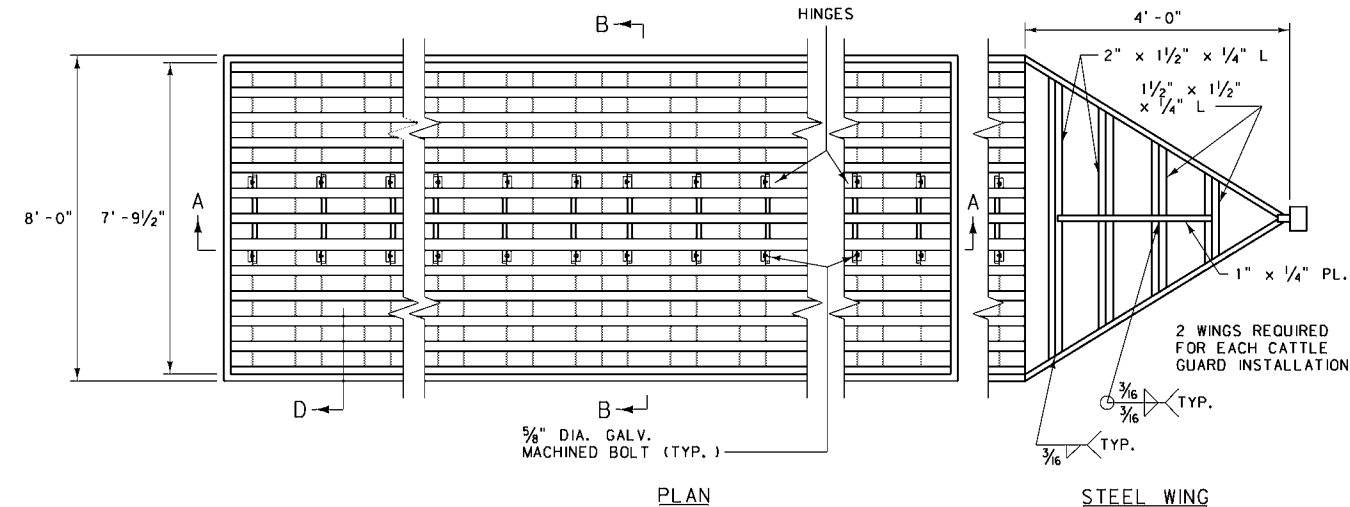 HINGES
B
4'-0"
2" x 1½" x ¼" L
1½" x 1½"
x ¼" L
A
A
8'-0"
7'-9½"
1" x ¼" PL.
2 WINGS REQUIRED
FOR EACH CATTLE
GUARD INSTALLATION
D
B
3/16
3/16
TYP.
⅝" DIA. GALV.
MACHINED BOLT (TYP.)
3/16
TYP.
PLAN
STEEL WING